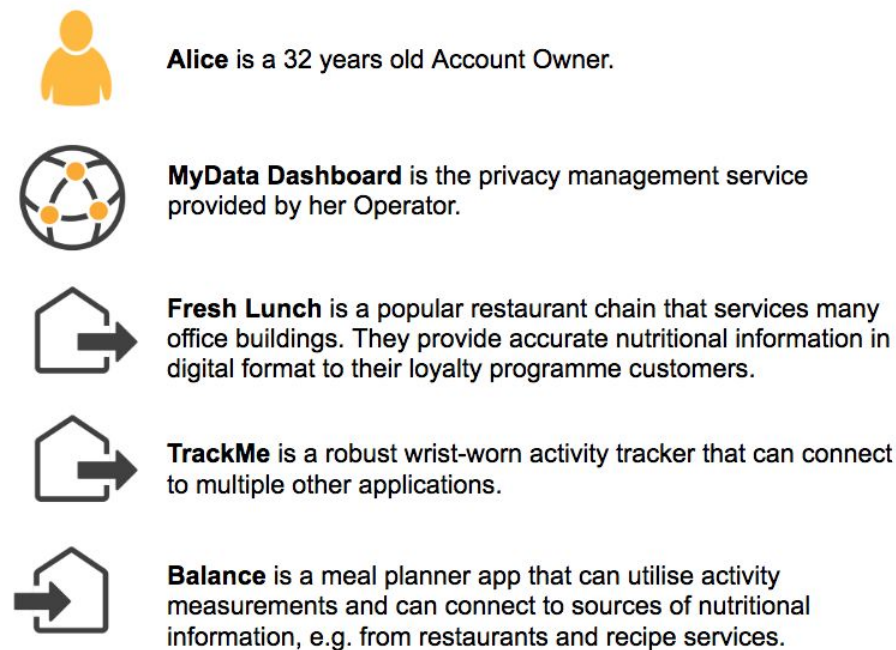 Alice is a 32 years old Account Owner.
MyData Dashboard is the privacy management service
provided by her Operator.
Fresh Lunch is a popular restaurant chain that services many
office buildings. They provide accurate nutritional information in
digital format to their loyalty programme customers.
TrackMe is a robust wrist-worn activity tracker that can connect
to multiple other applications.
Balance is a meal planner app that can utilise activity
measurements and can connect to sources of nutritional
information, e.g. from restaurants and recipe services.